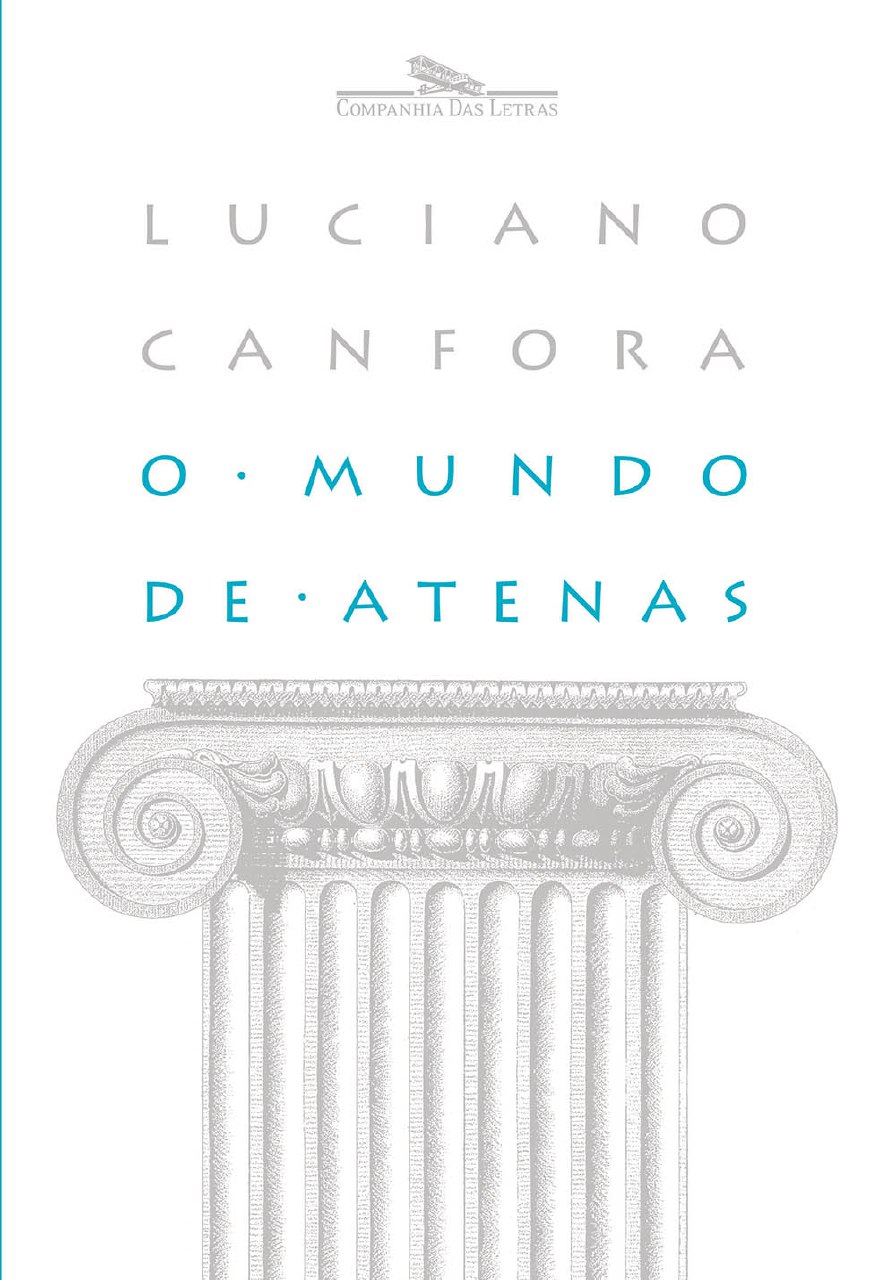 COMPANHIA DAS LETRAS
LUCIANO
CANFORA
O · MUNDO
DE · ATENAS